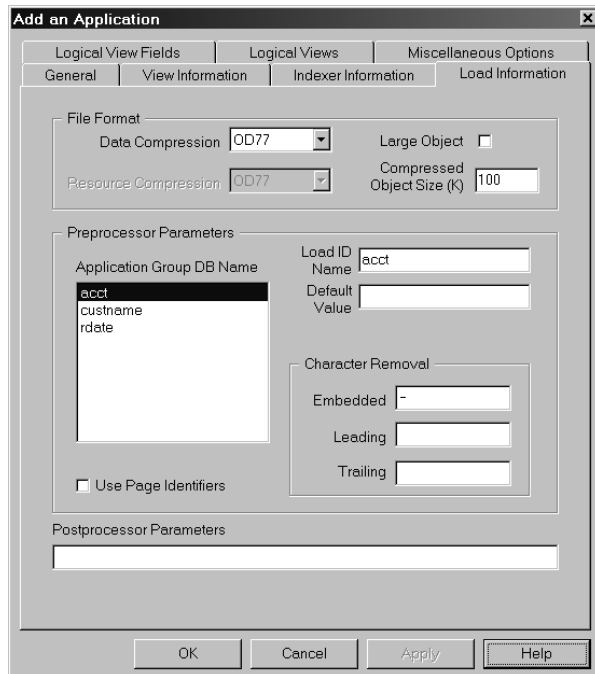 Add an Application
Logical View Fields
Logical Views
Miscellaneous Options
General
View Information
Indexer Information
Load Information
File Format
Data Compression
OD77
Large Object
Resource Compression
OD77
Compressed
Object Size (K)
100
Preprocessor Parameters
Application Group DB Name
acct
custname
rdate
Load ID
Name
acct
Default
Value
Character Removal
Embedded
-
Leading
Trailing
Use Page Identifiers
Postprocessor Parameters
OK
Cancel
Apply
Help